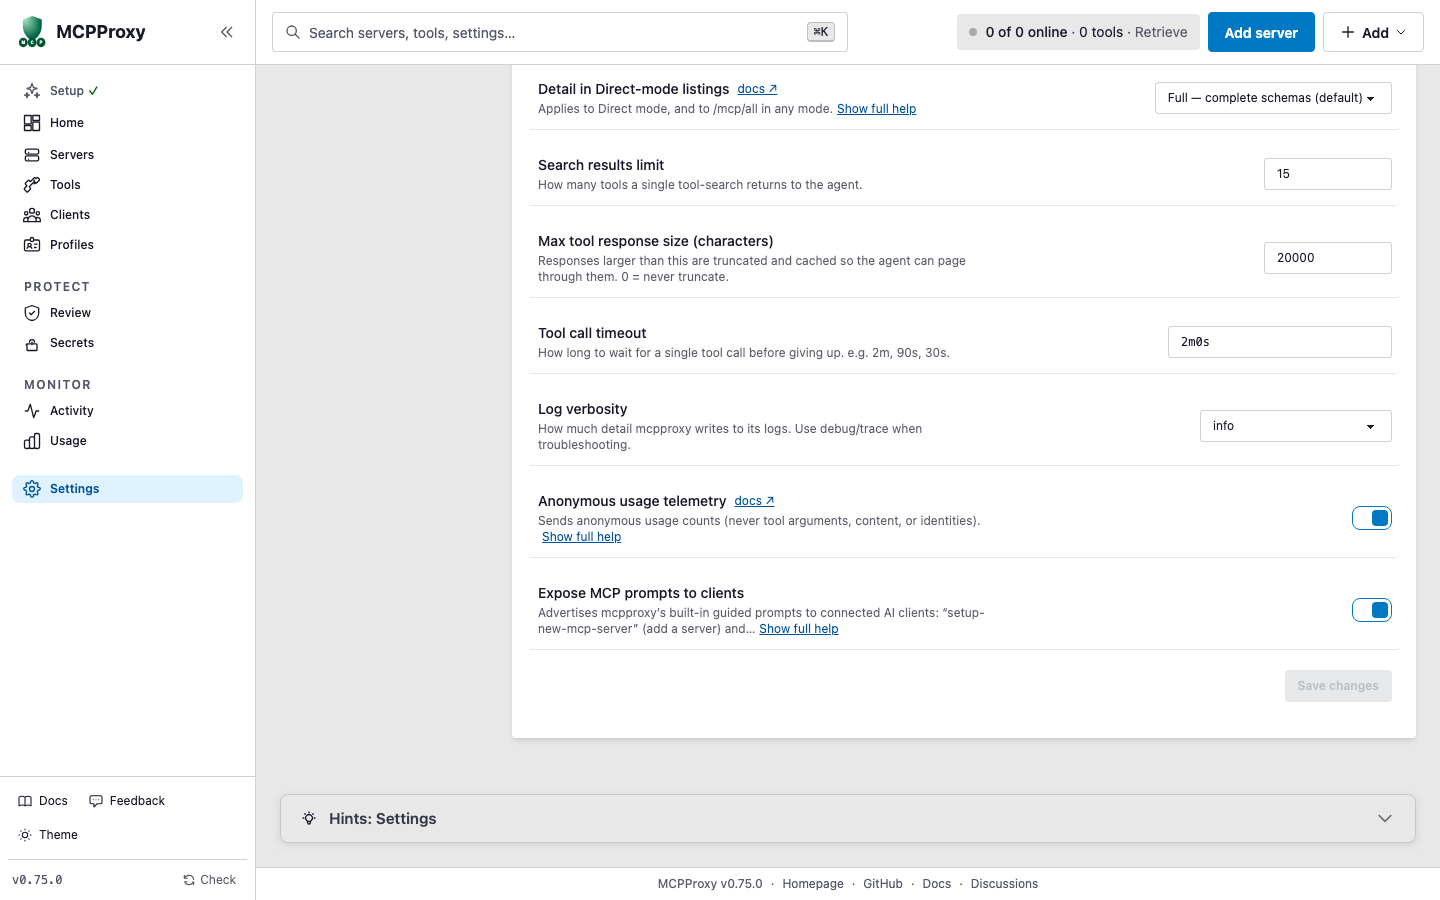 MCPProxy
Search servers, tools, settings...
⌘K
0 of 0 online · 0 tools · Retrieve
Add server
Add
Setup
Home
Servers
Tools
Clients
Profiles
PROTECT
Review
Secrets
MONITOR
Activity
Usage
Settings
Docs
Feedback
Theme
v0.75.0
Check
Detail in Direct-mode listings docs ↗
Applies to Direct mode, and to /mcp/all in any mode. Show full help
Full — complete schemas (default)
Search results limit
How many tools a single tool-search returns to the agent.
15
Max tool response size (characters)
Responses larger than this are truncated and cached so the agent can page
through them. 0 = never truncate.
20000
Tool call timeout
How long to wait for a single tool call before giving up. e.g. 2m, 90s, 30s.
2m0s
Log verbosity
How much detail mcpproxy writes to its logs. Use debug/trace when
troubleshooting.
info
Anonymous usage telemetry docs ↗
Sends anonymous usage counts (never tool arguments, content, or identities).
Show full help
Expose MCP prompts to clients
Advertises mcpproxy’s built-in guided prompts to connected AI clients: “setup-
new-mcp-server” (add a server) and... Show full help
Save changes
Hints: Settings
MCPProxy v0.75.0 · Homepage · GitHub · Docs · Discussions